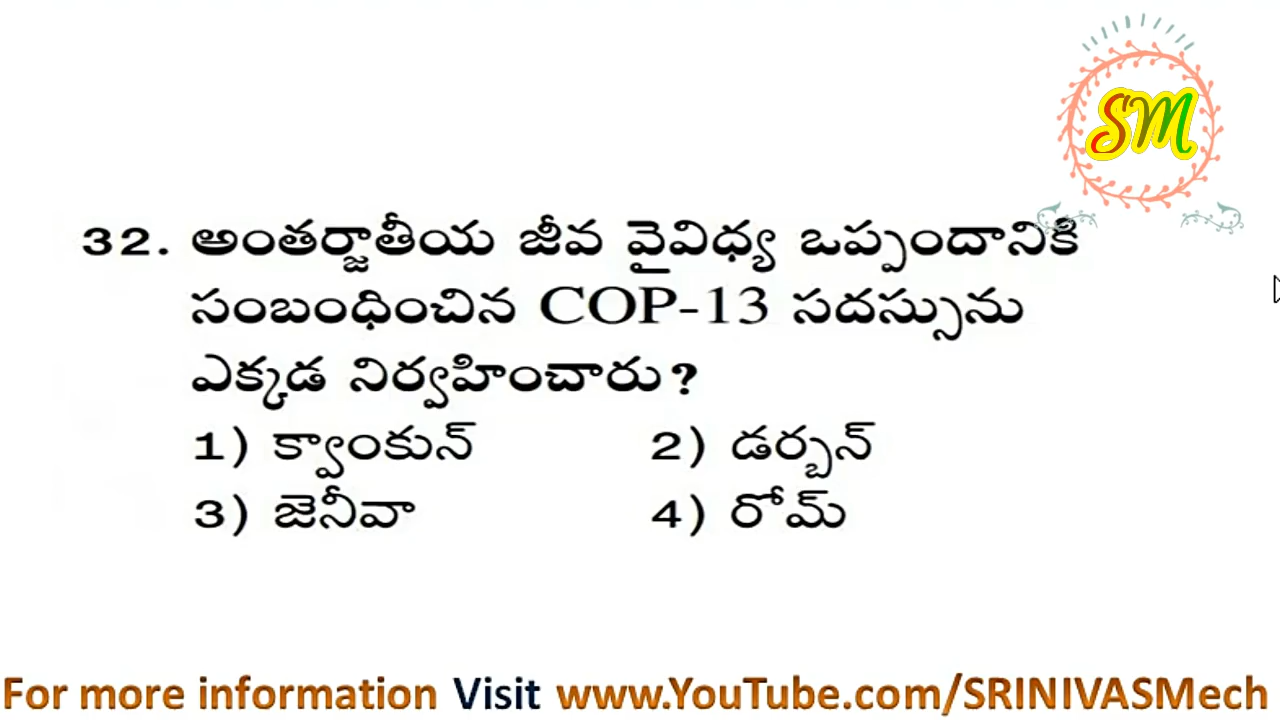 SM
32. అంతర్జాతీయ జీవ వైవిధ్య ఒప్పందానికి
సంబంధించిన COP-13 సదస్సును
ఎక్కడ నిర్వహించారు?
1) క్వాంకున్ 2) డర్బన్
3) జెనీవా 4) రోమ్
For more information Visit www.YouTube.com/SRINIVASMech